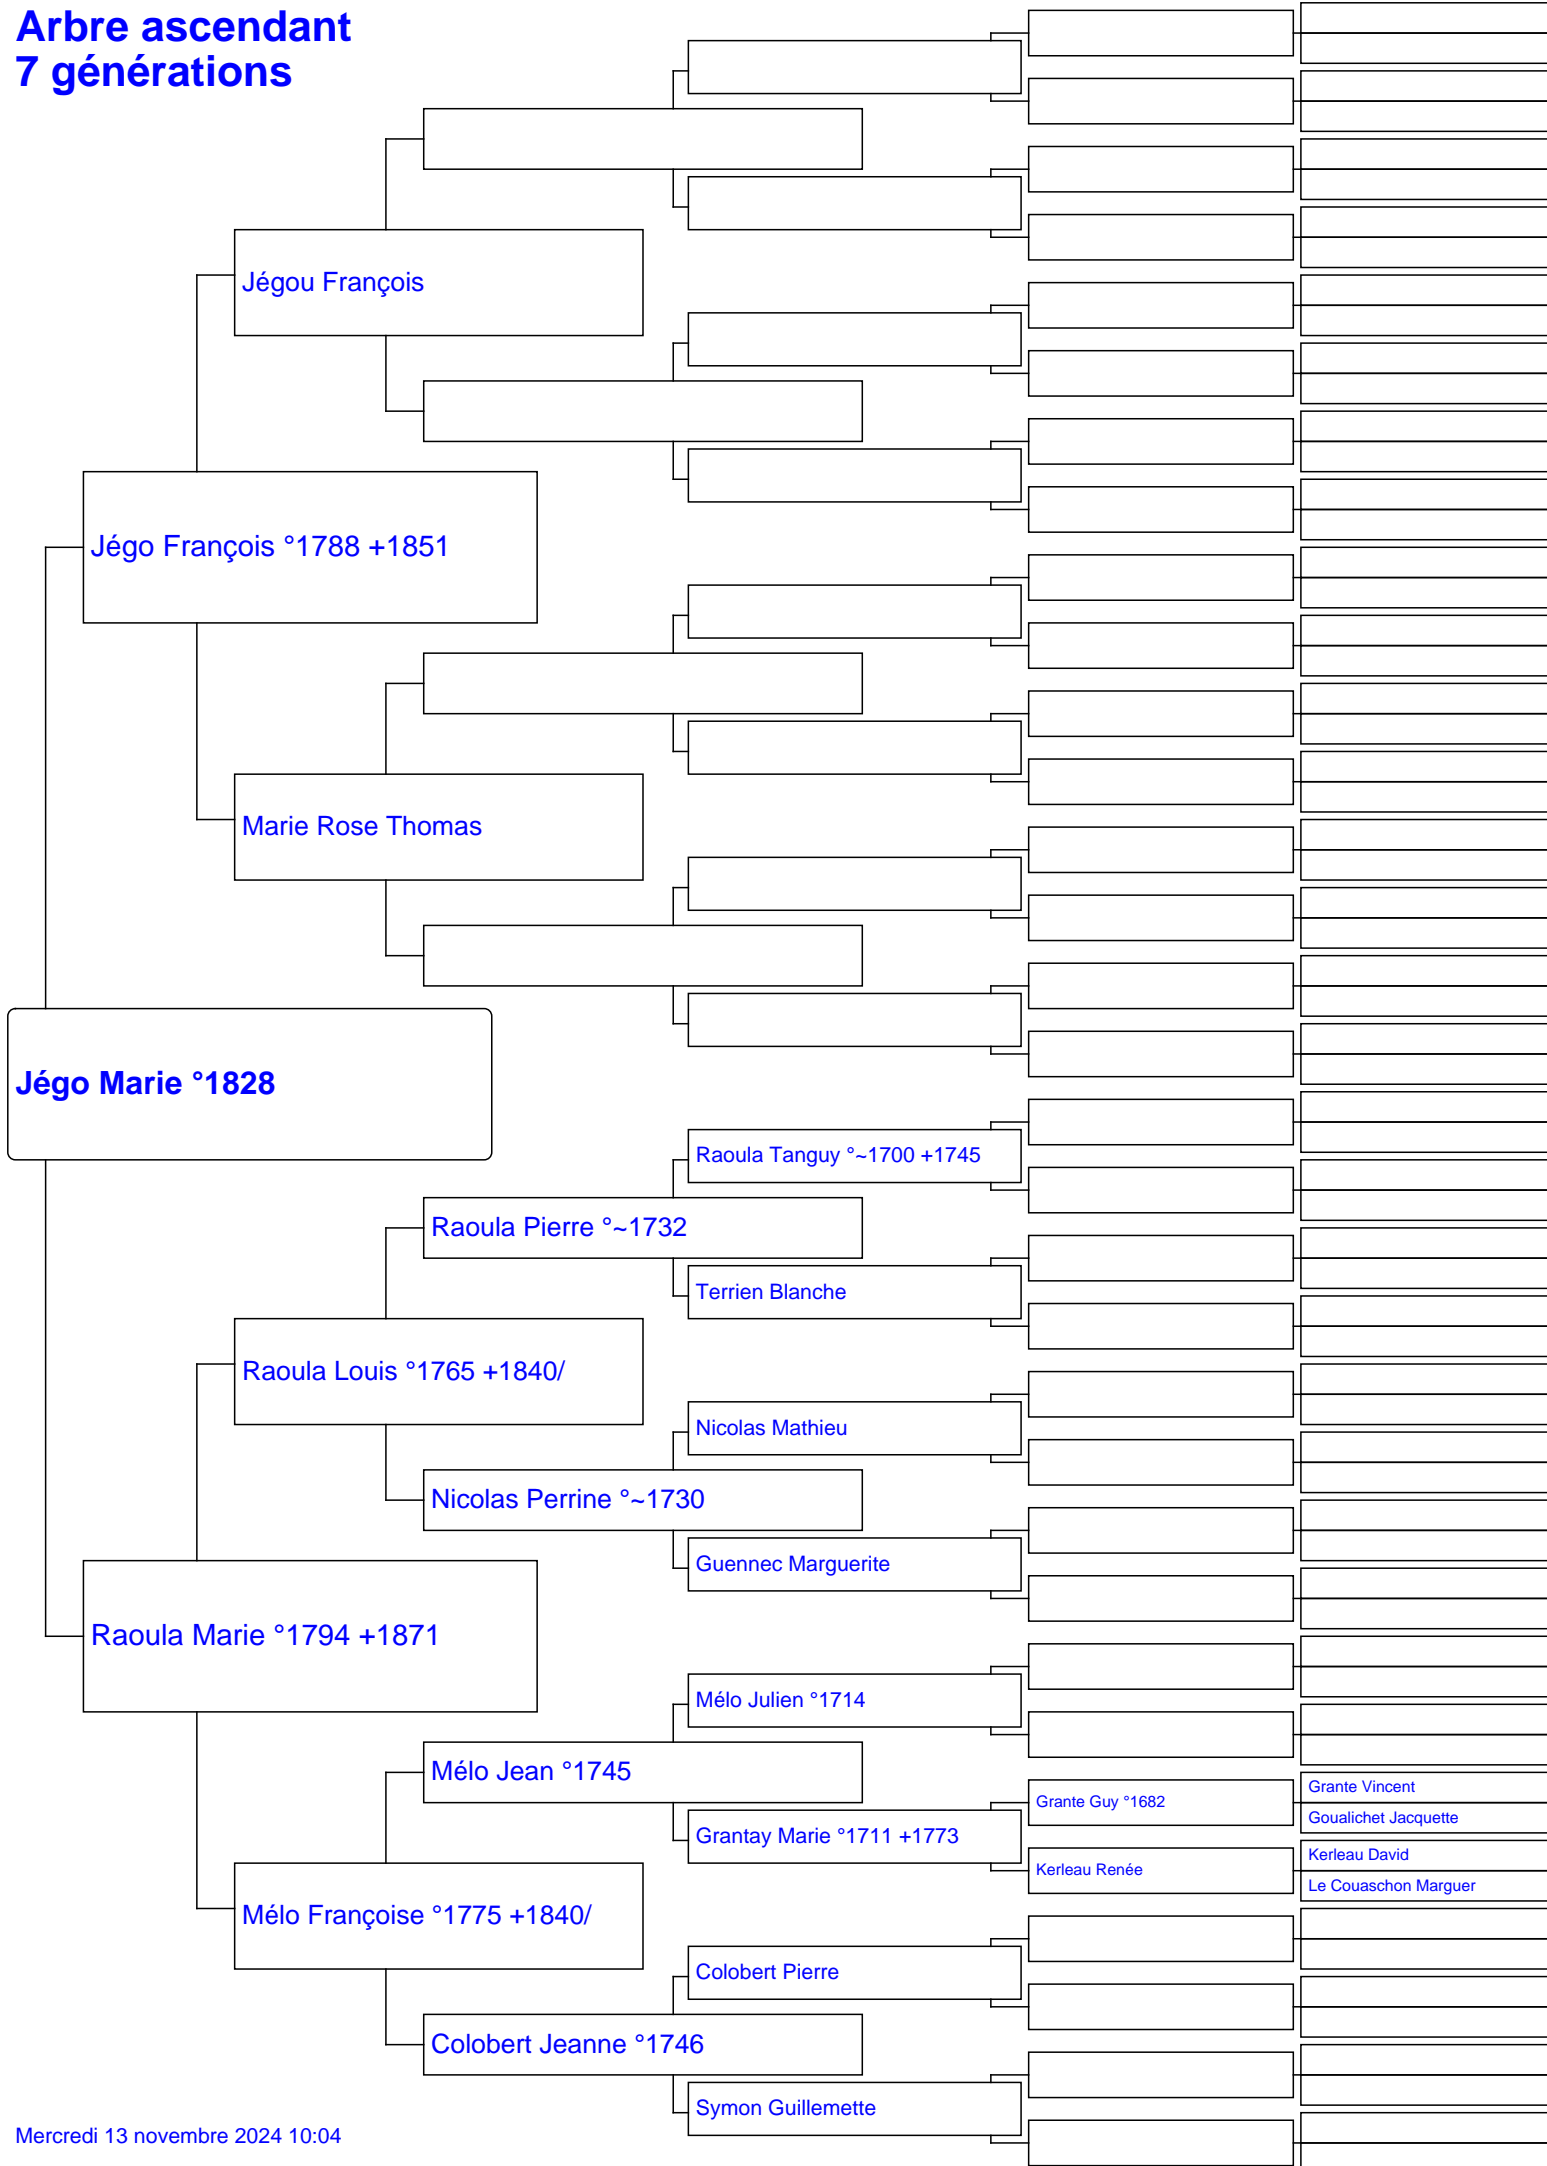 Arbre ascendant
7 générations
Jégou François
Jégo François °1788 +1851
Marie Rose Thomas
Jégo Marie °1828
Raoula Tanguy °~1700 +1745
Raoula Pierre °~1732
Terrien Blanche
Raoula Louis °1765 +1840/
Nicolas Mathieu
Nicolas Perrine °~1730
Guennec Marguerite
Raoula Marie °1794 +1871
Mélo Julien °1714
Mélo Jean °1745
Grante Vincent
Grante Guy °1682
Goualichet Jacquette
Grantay Marie °1711 +1773
Kerleau David
Kerleau Renée
Le Couaschon Marguer
Mélo Françoise °1775 +1840/
Colobert Pierre
Colobert Jeanne °1746
Symon Guillemette
Mercredi 13 novembre 2024 10:04